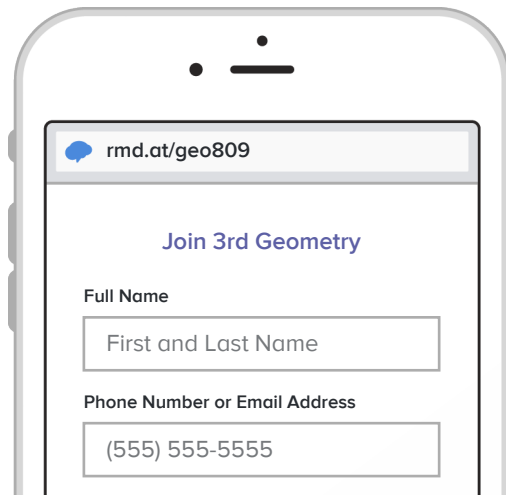 rmd.at/geo809
Join 3rd Geometry
Full Name
First and Last Name
Phone Number or Email Address
(555) 555-5555